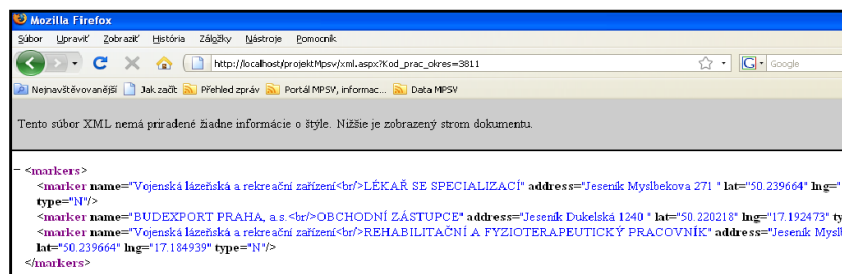 Mozilla Firefox
Súbor Upraviť Zobraziť História Záložky Nástroje Pomocník
http://localhost/projektMpsv/xml.aspx?Kod_prac_okres=3811 G Google
Nejnavštěvovanější Jak začít Přehled zpráv Portál MPSV, informac... Data MPSV
Tento súbor XML nemá priradené žiadne informácie o štýle. Nižšie je zobrazený strom dokumentu.
− <markers>
<marker name="Vojenská lázeňská a rekreační zařízení<br/>LÉKAŘ SE SPECIALIZACÍ" address="Jeseník Myslbekova 271 " lat="50.239664" lng="
type="N"/>
<marker name="BUDEXPORT PRAHA, a.s.<br/>OBCHODNÍ ZÁSTUPCE" address="Jeseník Dukelská 1240 " lat="50.220218" lng="17.192473" ty
<marker name="Vojenská lázeňská a rekreační zařízení<br/>REHABILITAČNÍ A FYZIOTERAPEUTICKÝ PRACOVNÍK" address="Jeseník Mysl
lat="50.239664" lng="17.184939" type="N"/>
</markers>